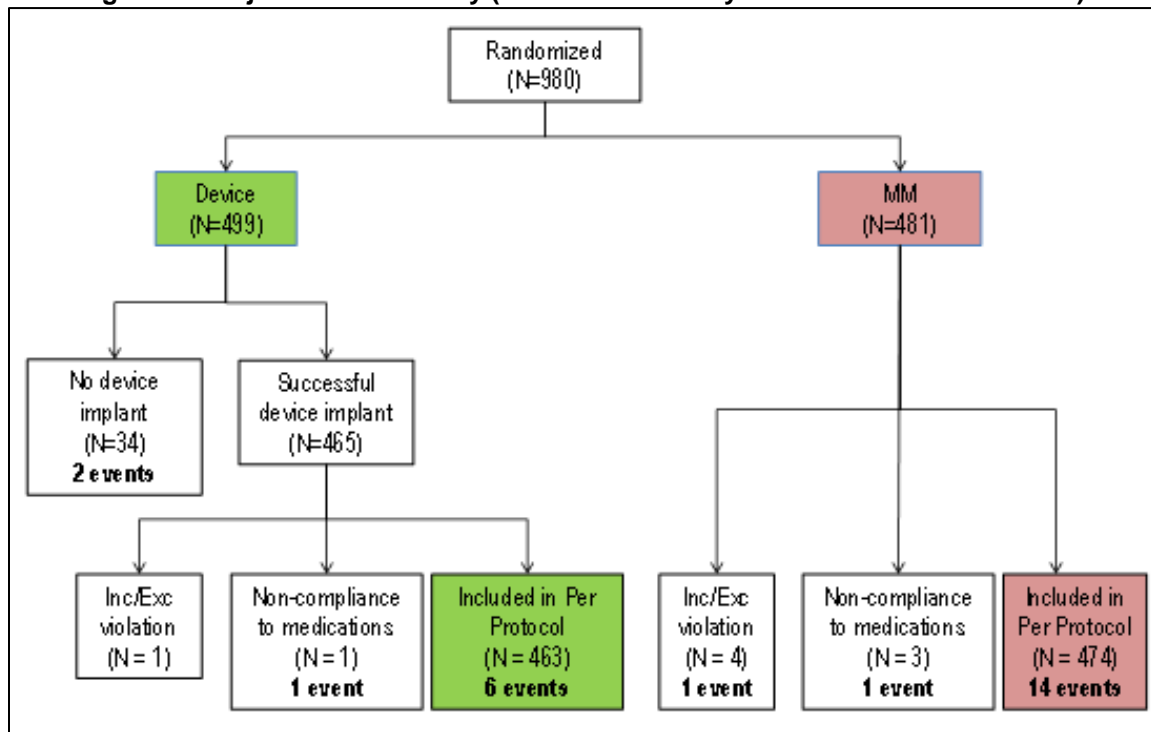 Randomized
(N=980)
Device
(N=499)
MM
(N=481)
No device
implant
(N=34)
2 events
Successful
device implant
(N=465)
Inc/Exc
violation
(N = 1)
Non-compliance
to medications
(N = 1)
1 event
Included in Per
Protocol
(N = 463)
6 events
Inc/Exc
violation
(N = 4)
1 event
Non-compliance
to medications
(N = 3)
1 event
Included in
Per Protocol
(N = 474)
14 events